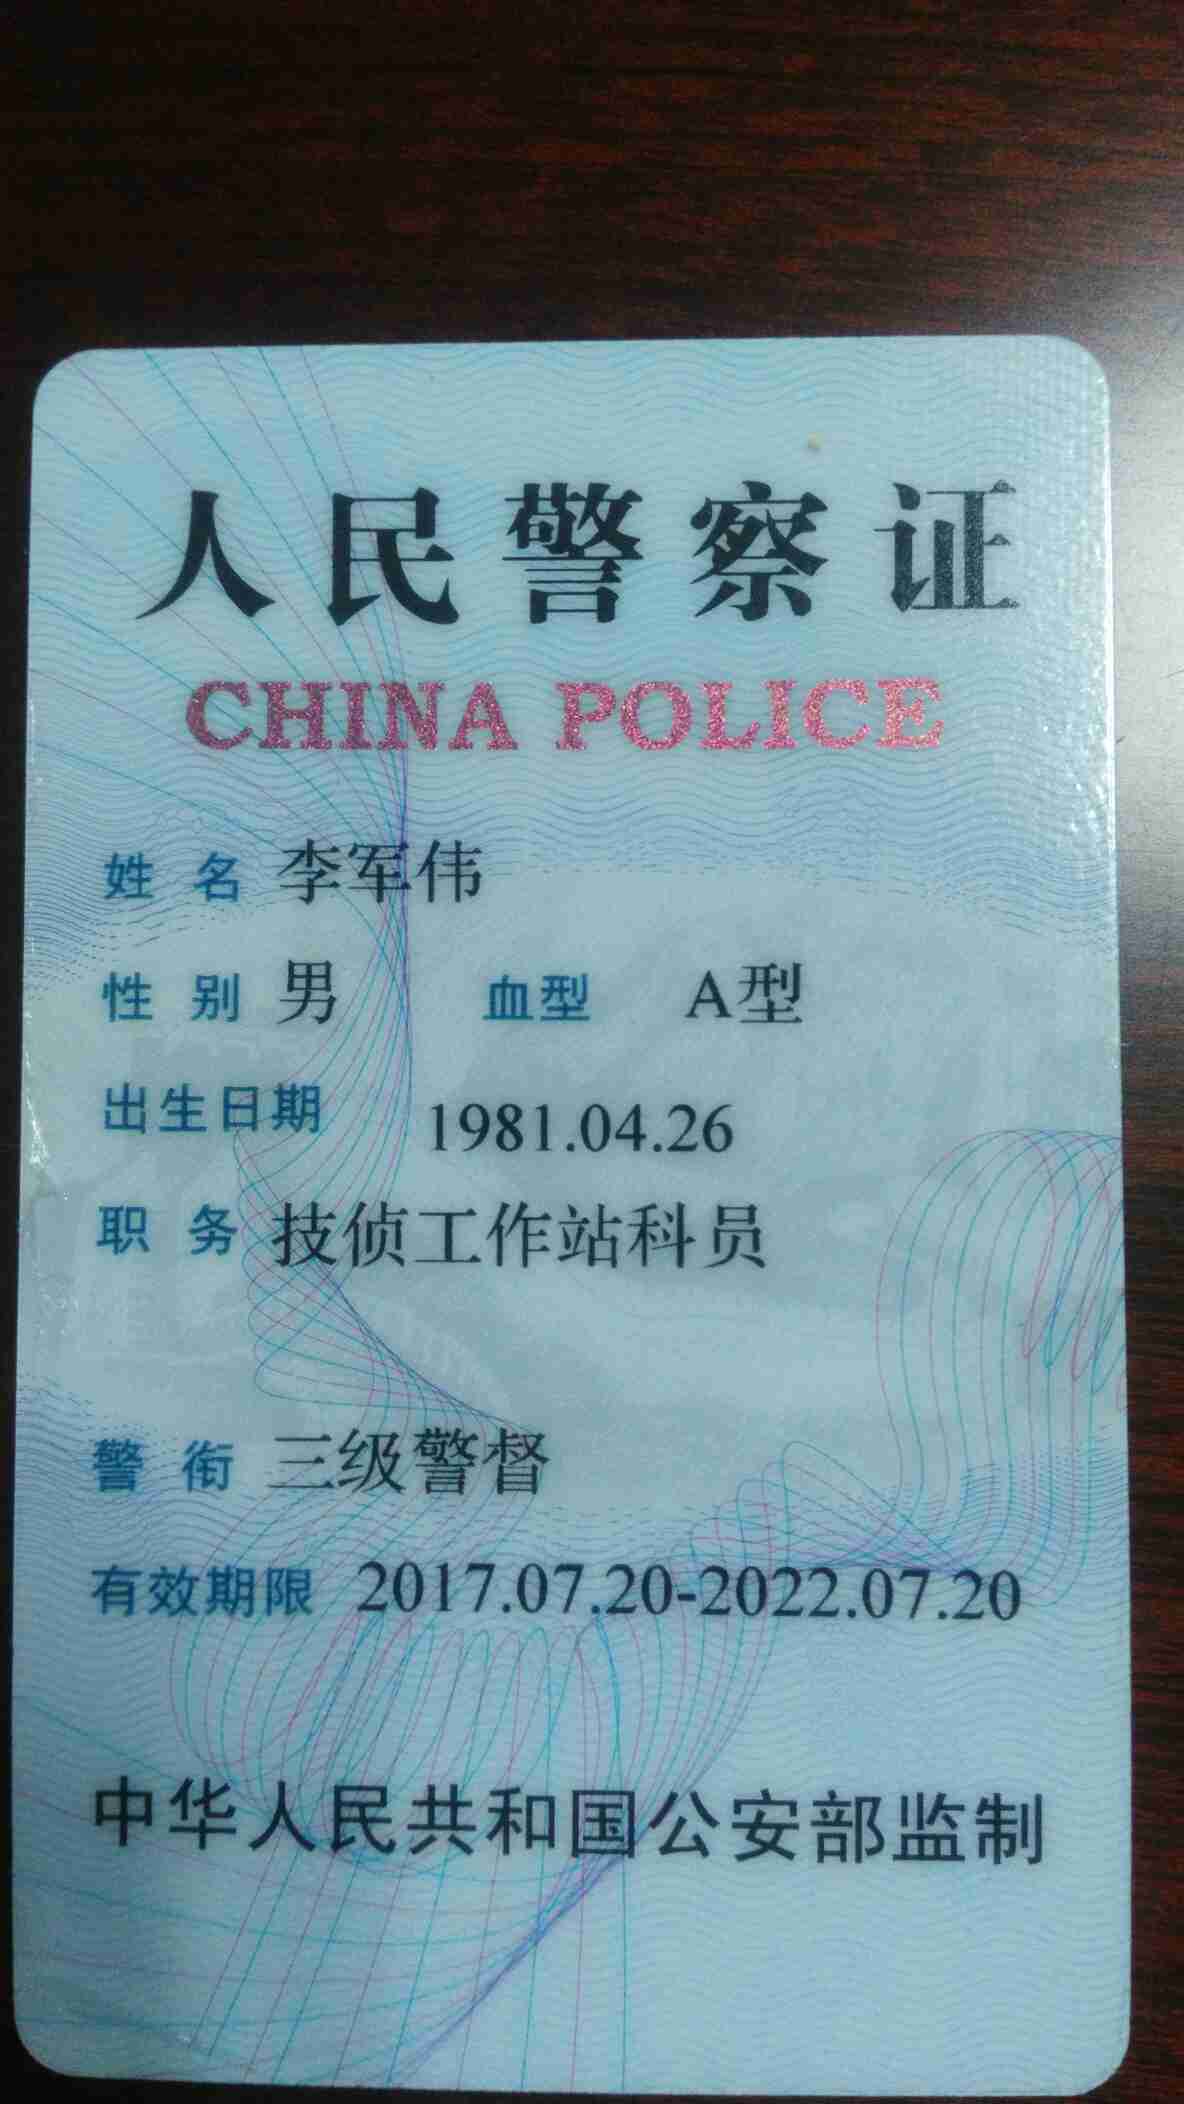 人民警察证
CHINA POLICE
姓 名 李军伟
性 别 男 血型 A型
出生日期 1981.04.26
职 务 技侦工作站科员
警 衔 三级警督
有效期限 2017.07.20-2022.07.20
中华人民共和国公安部监制